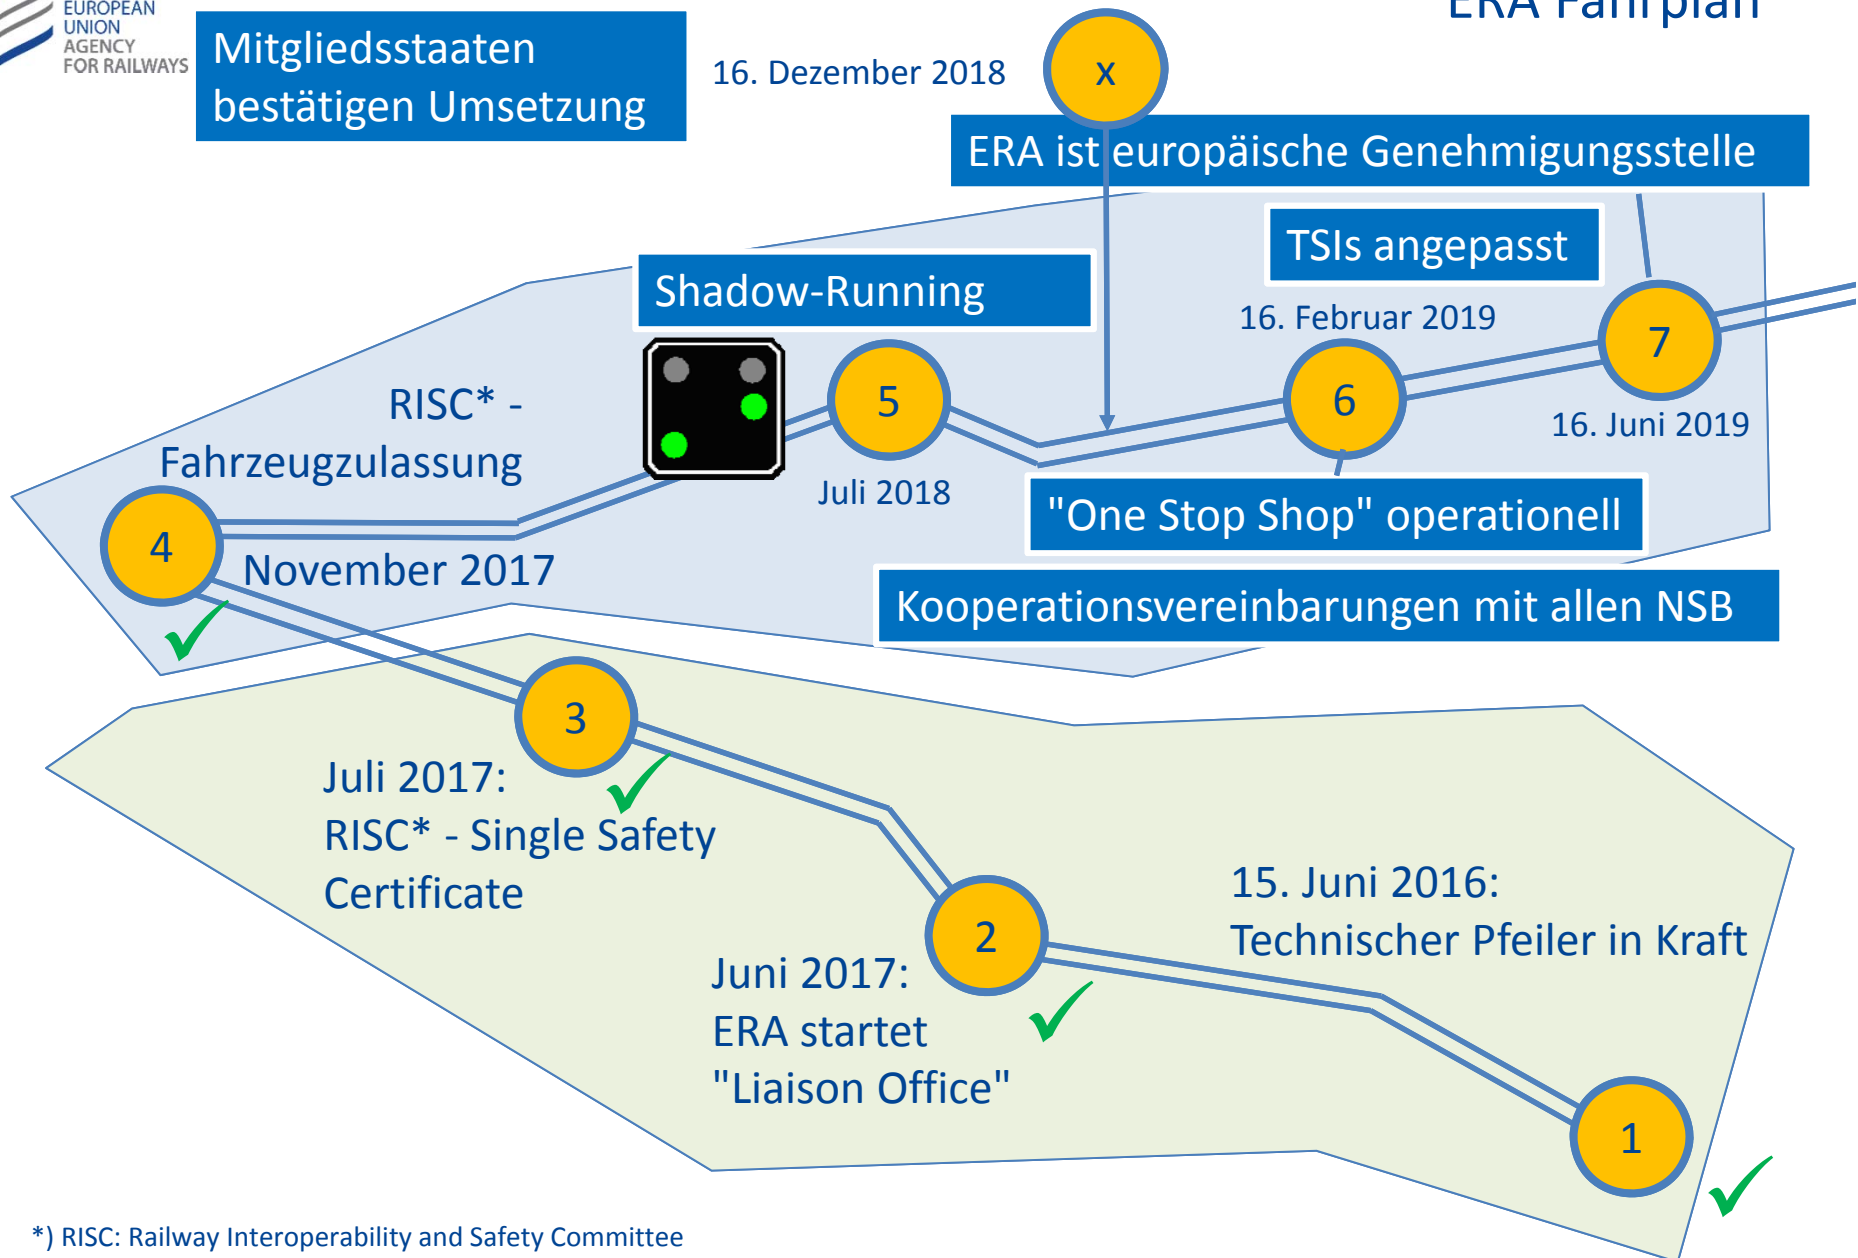 EUROPEAN
UNION
AGENCY
FOR RAILWAYS
ERA Fahrplan
Mitgliedsstaaten
bestätigen Umsetzung
16. Dezember 2018
x
ERA ist europäische Genehmigungsstelle
TSIs angepasst
Shadow-Running
16. Februar 2019
7
5
6
RISC* -
Fahrzeugzulassung
16. Juni 2019
Juli 2018
"One Stop Shop" operationell
4
November 2017
Kooperationsvereinbarungen mit allen NSB
3
Juli 2017:
RISC* - Single Safety
Certificate
2
15. Juni 2016:
Technischer Pfeiler in Kraft
Juni 2017:
ERA startet
"Liaison Office"
1
*) RISC: Railway Interoperability and Safety Committee